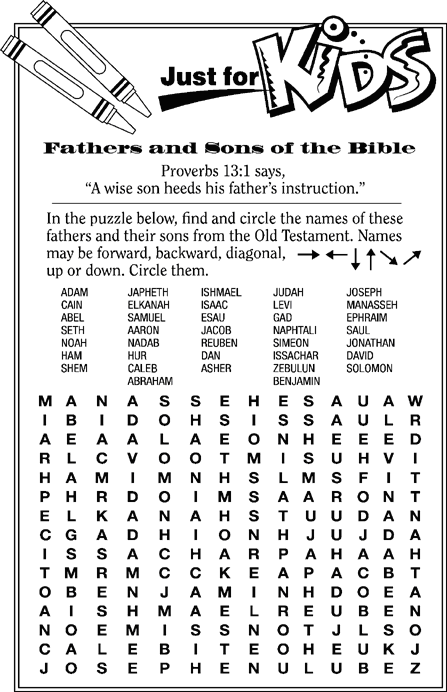 Just for KiDS
Fathers and Sons of the Bible
Proverbs 13:1 says,
“A wise son heeds his father's instruction.”
In the puzzle below, find and circle the names of these
fathers and their sons from the Old Testament. Names
may be forward, backward, diagonal,
up or down. Circle them.
ADAM JAPHETH ISHMAEL JUDAH JOSEPH
CAIN ELKANAH ISAAC LEVI MANASSEH
ABEL SAMUEL ESAU GAD EPHRAIM
SETH AARON JACOB NAPHTALI SAUL
NOAH NADAB REUBEN SIMEON JONATHAN
HAM HUR DAN ISSACHAR DAVID
SHEM CALEB ASHER ZEBULUN SOLOMON
ABRAHAM BENJAMIN
M A N A S S E H E S A U A W
I B I D O H S I S S A U L R
A E A A L A E O N H E E E D
R L C V O O T M I S U H V I
H A M I M N H S L M S F I T
P H R D O I M S A A R O N T
E L K A N A H S T U U D A N
C G A D H I O N H J U J D A
I S S A C H A R P A H A A H
T M R M C C K E A P A C B T
O B E N J A M I N H D O E A
A I S H M A E L R E U B E N
N O E M I S S N O T J L S O
C A L E B I T E O H E U K J
J O S E P H E N U L U B E Z